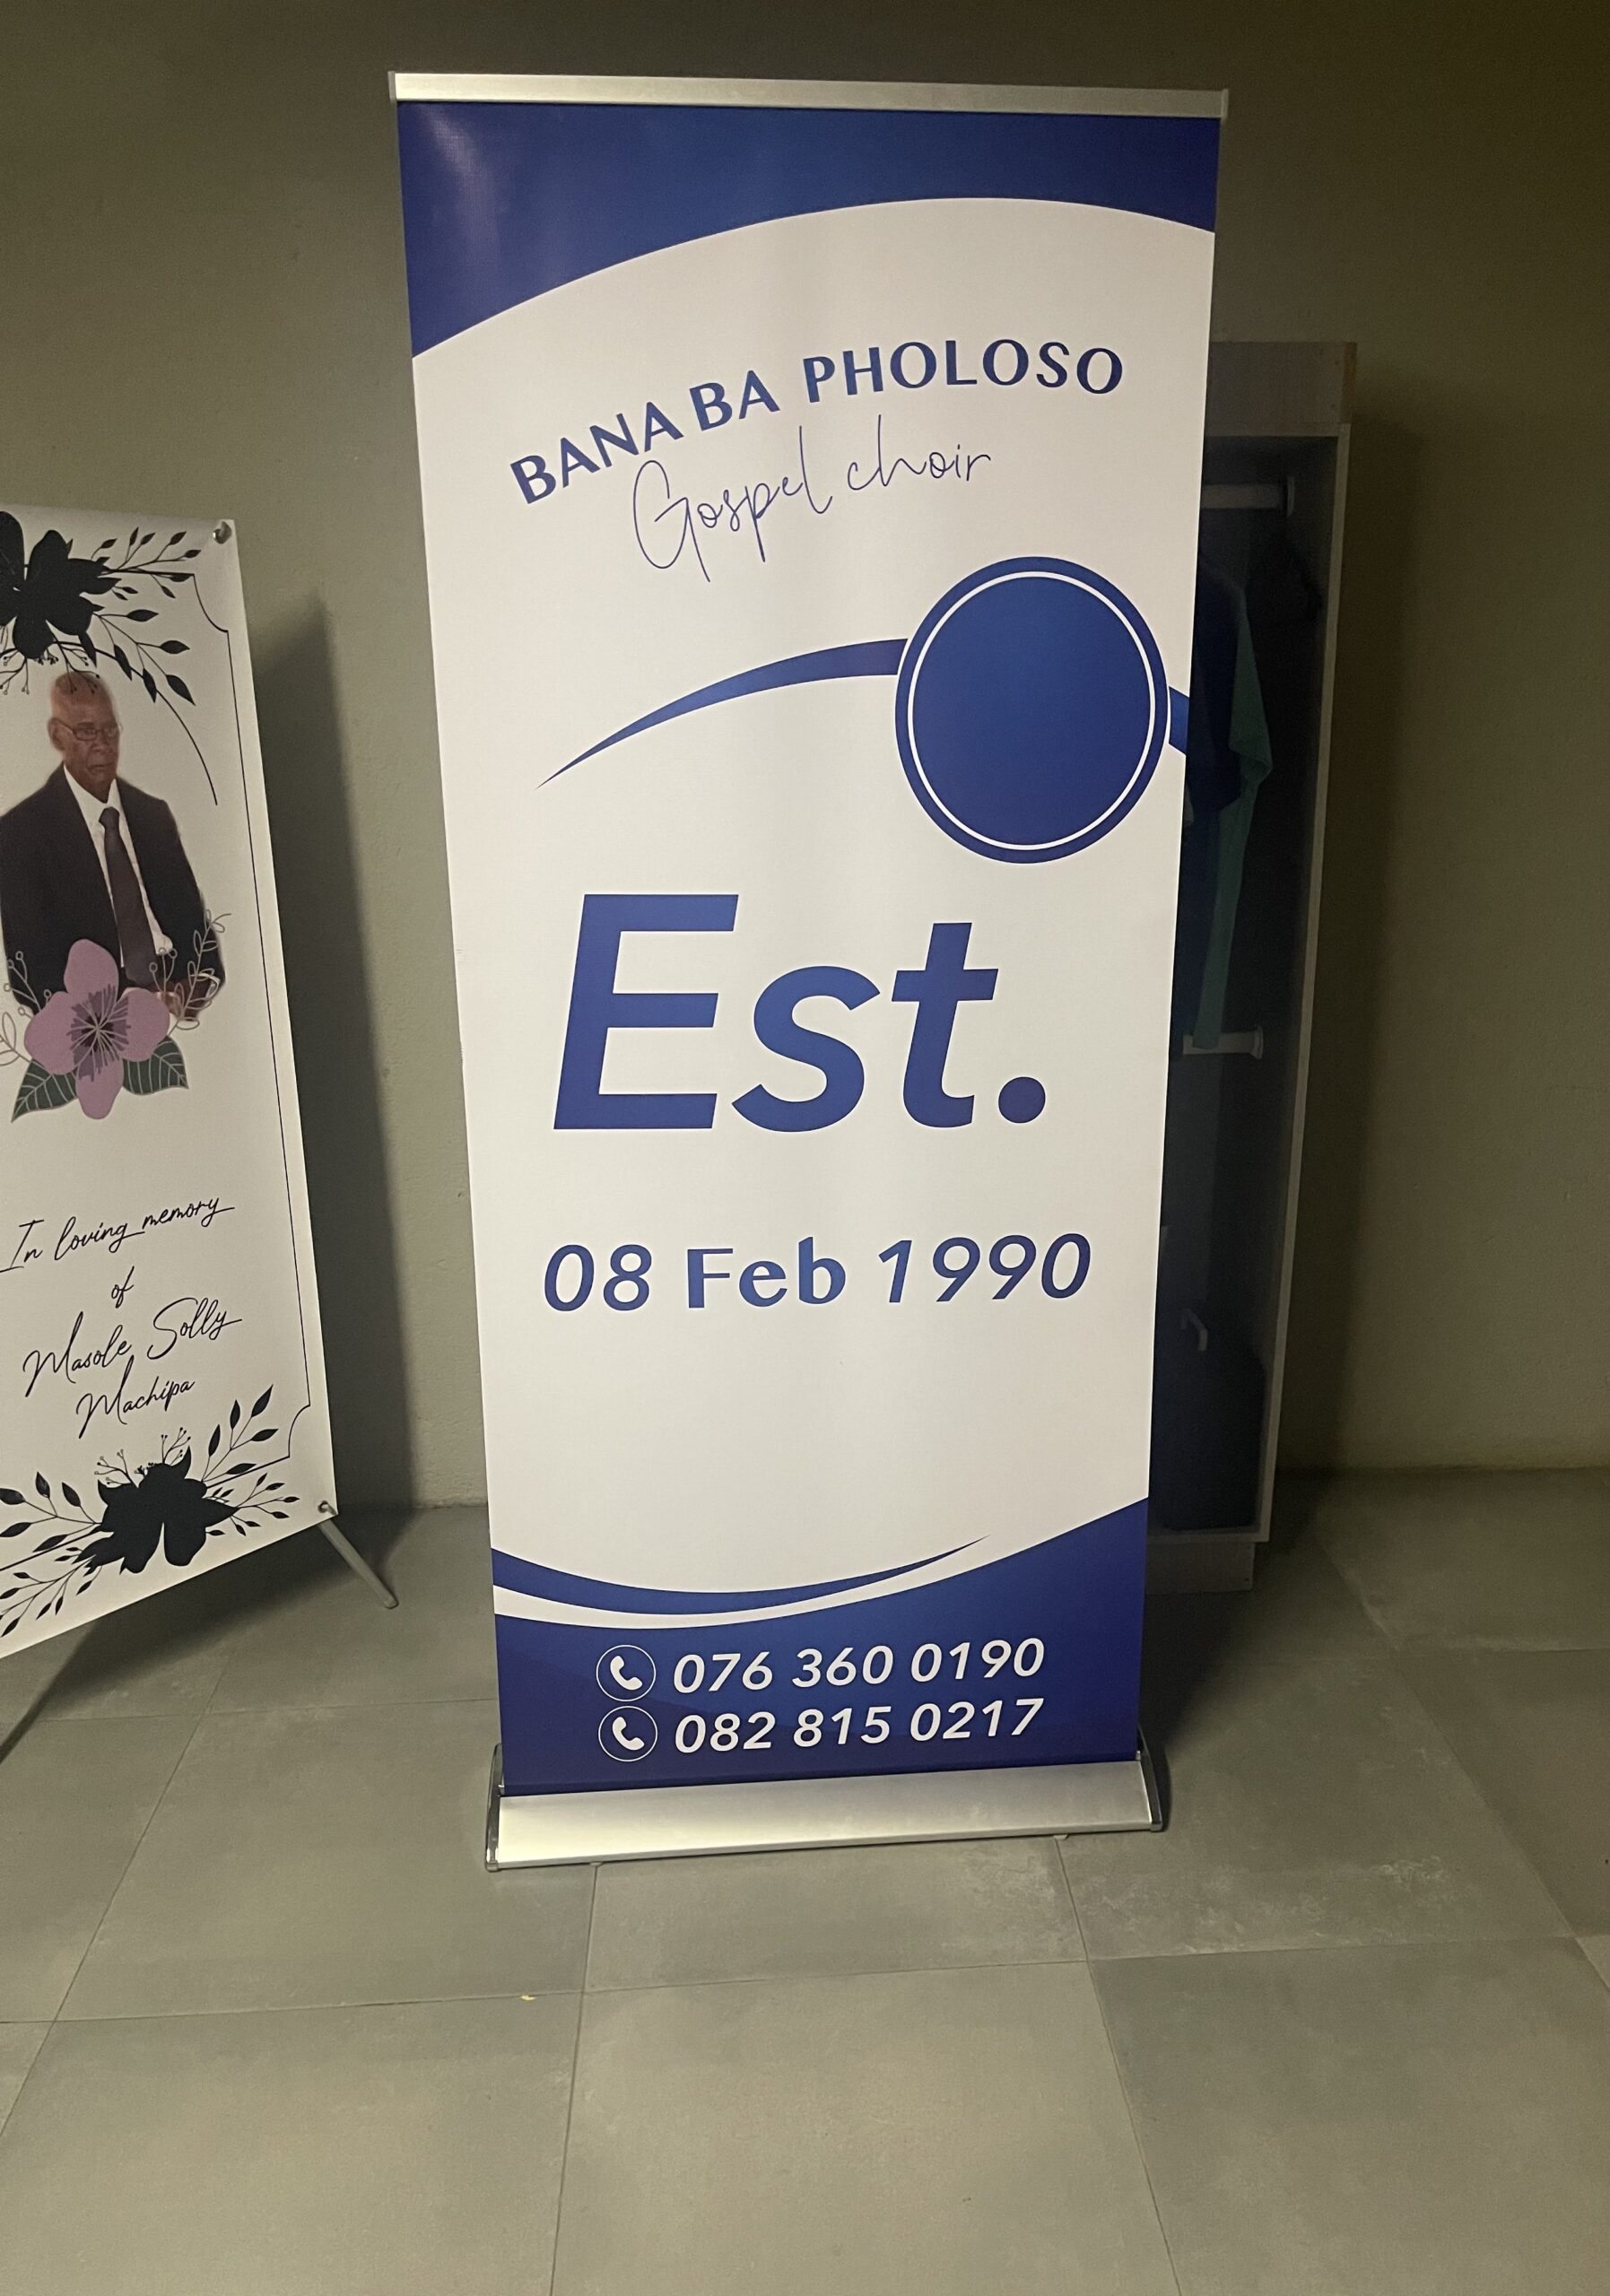 BANA BA PHOLOSO
Gospel choir
Est.
08 Feb 1990
076 360 0190
082 815 0217
In loving memory
of
Masole Solly
Machipa